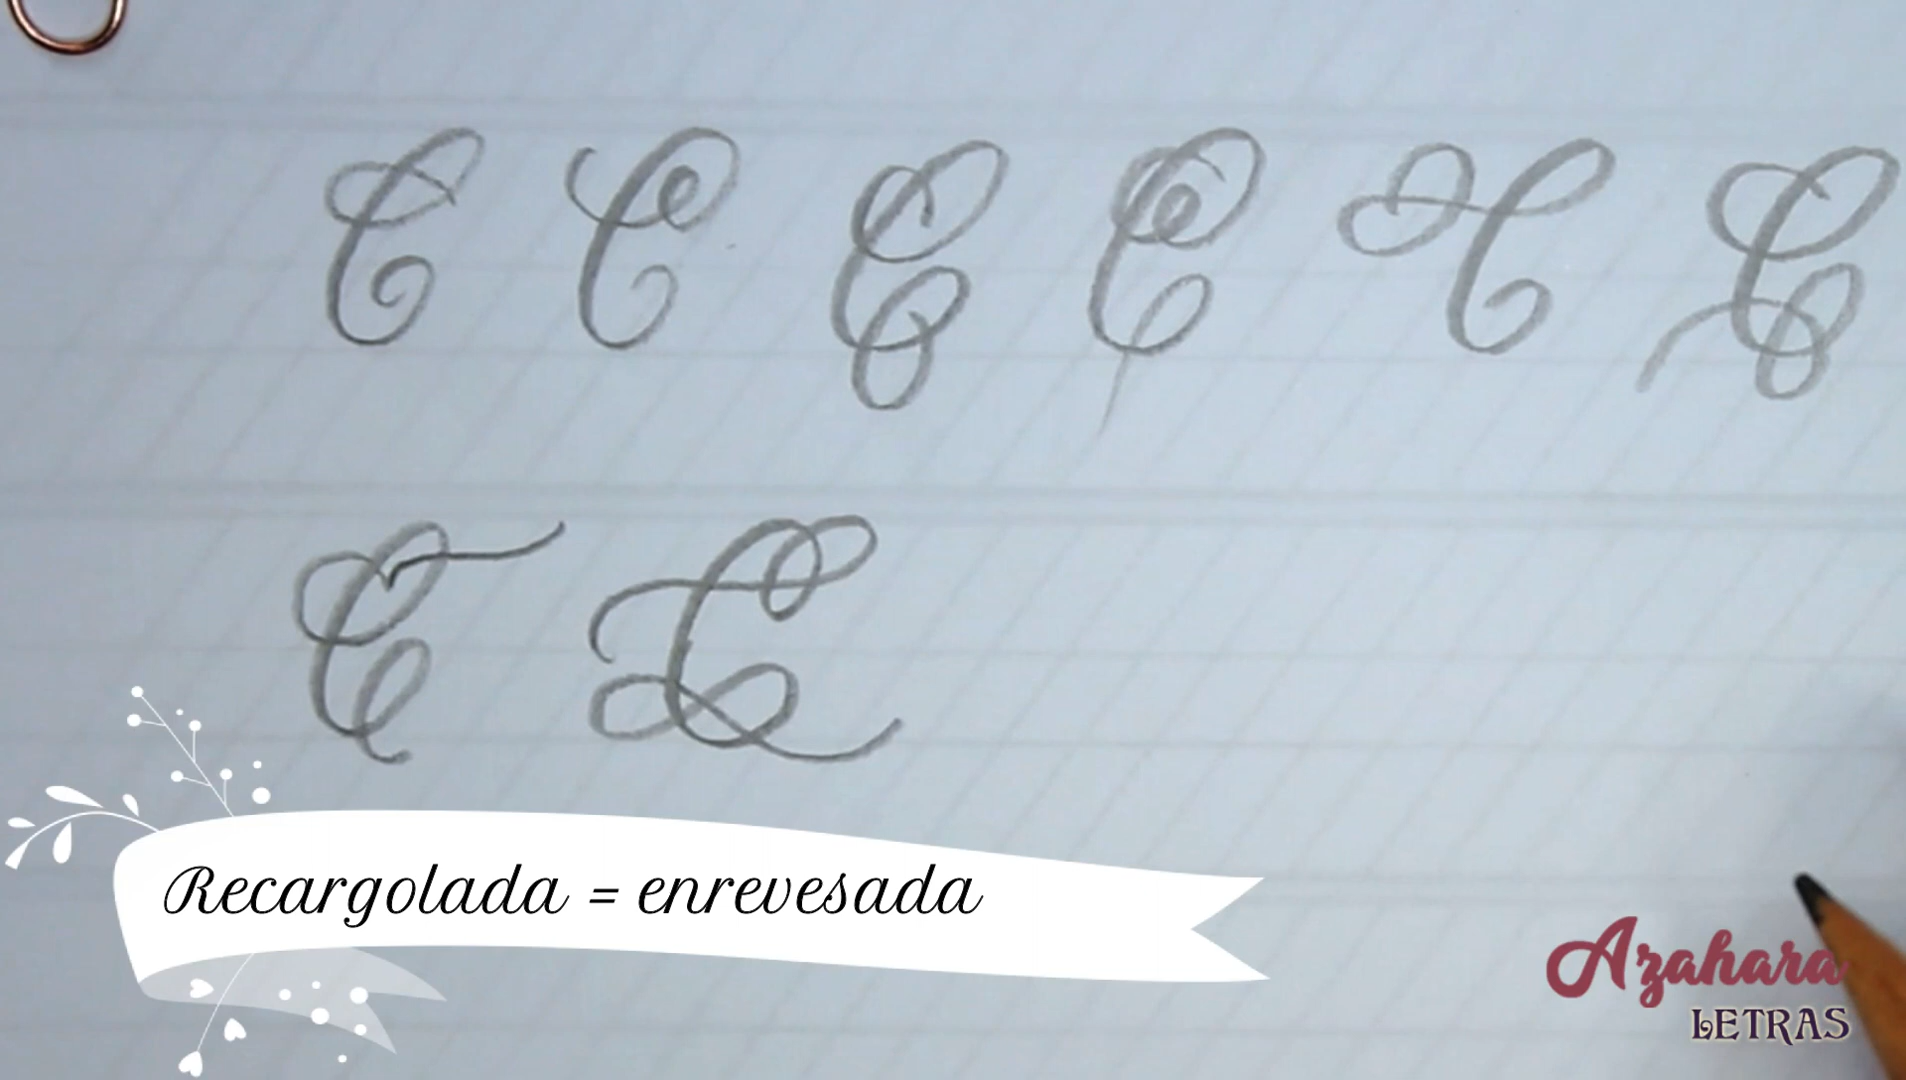 C C C C C C
C C
Recargolada = enrevesada
Azahara
LETRAS